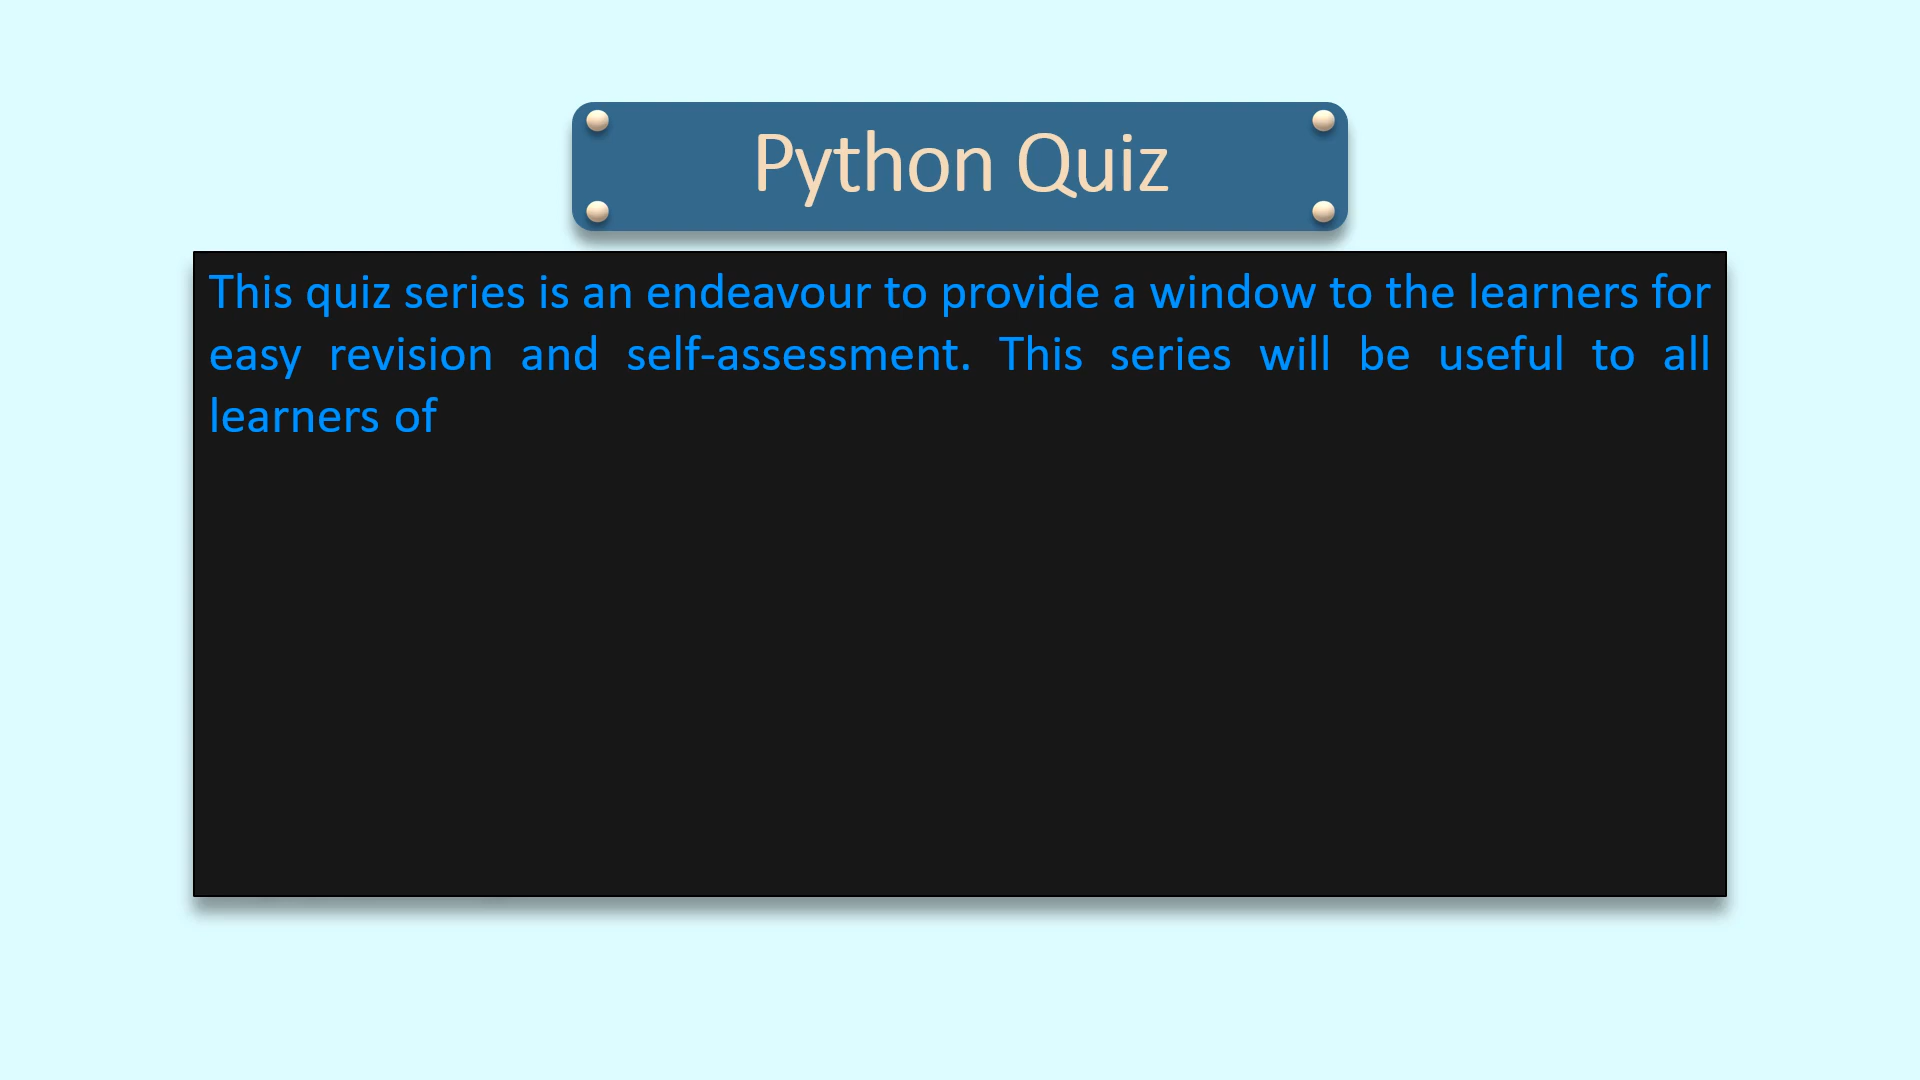 Python Quiz
This quiz series is an endeavour to provide a window to the learners for
easy revision and self-assessment. This series will be useful to all
learners of